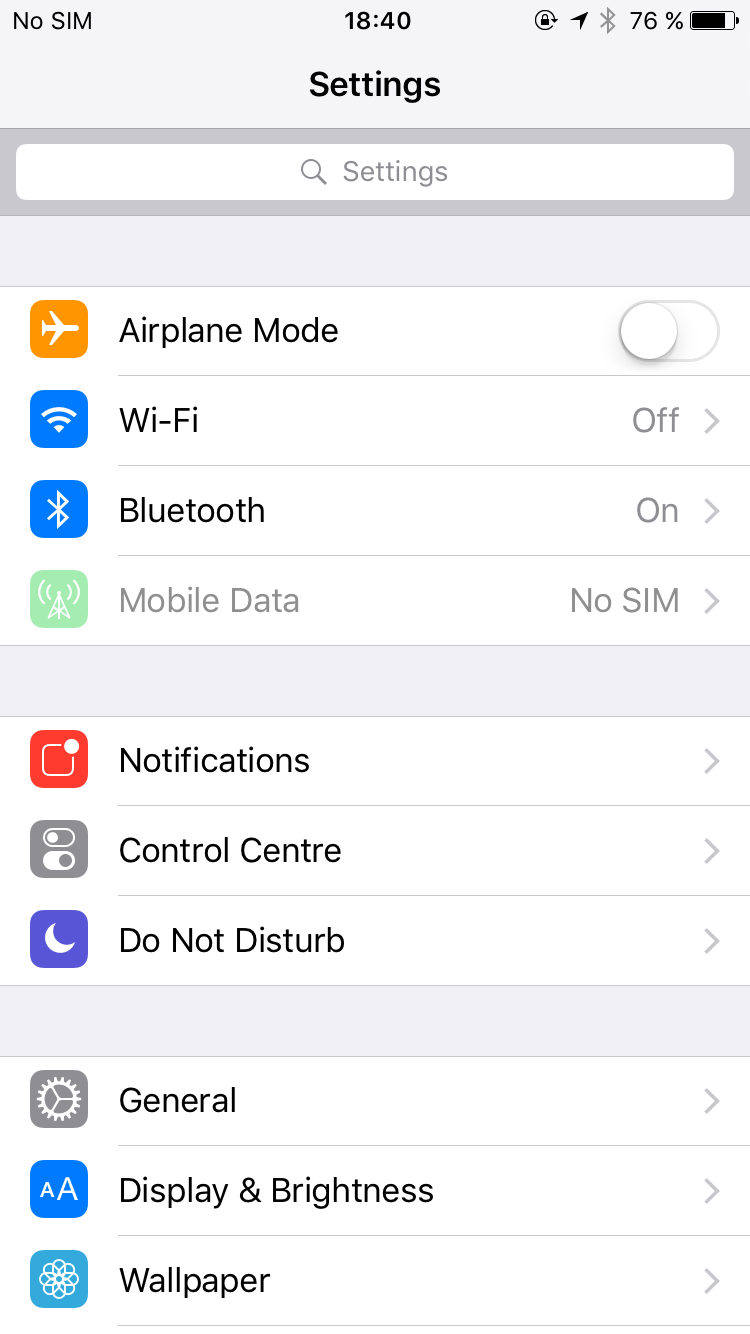 No SIM 18:40 76 %
Settings
Settings
Airplane Mode
Wi-Fi Off
Bluetooth On
Mobile Data No SIM
Notifications
Control Centre
Do Not Disturb
General
AA Display & Brightness
Wallpaper